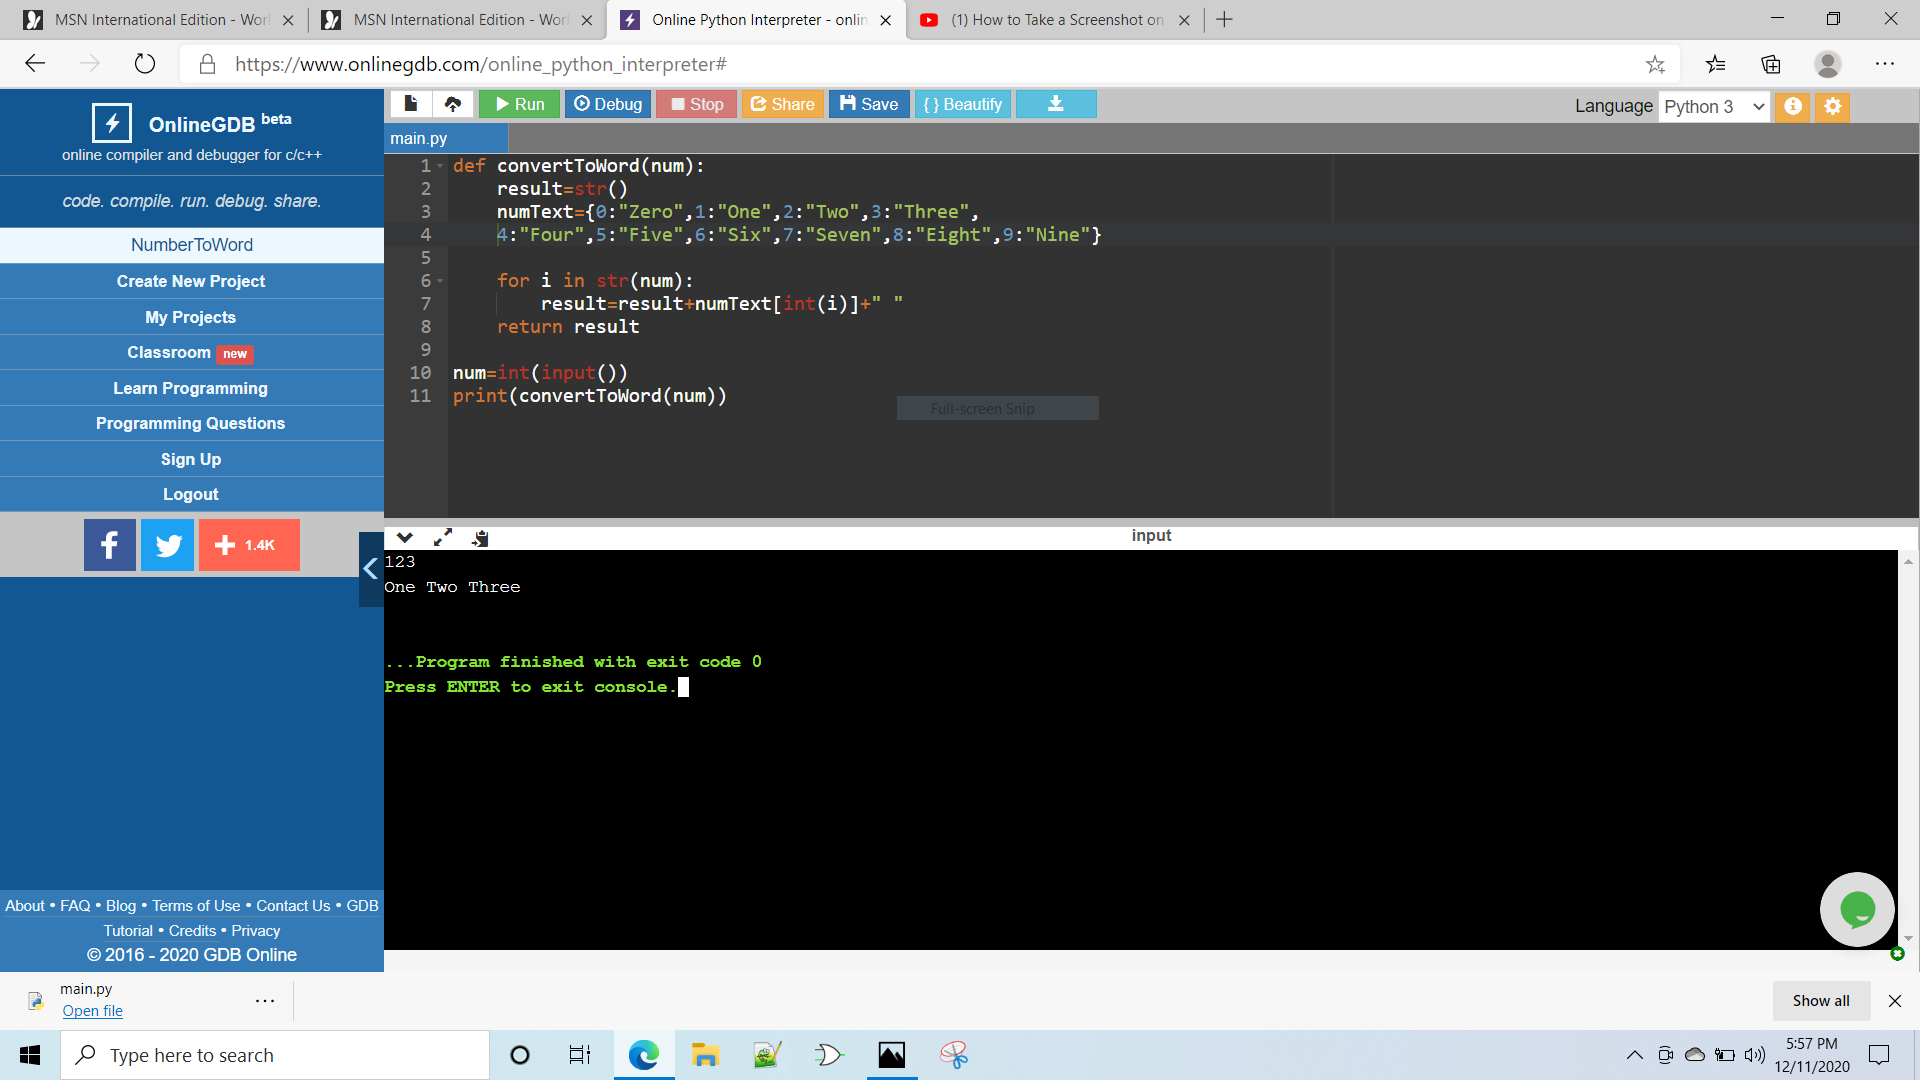 MSN International Edition - Worl
MSN International Edition - Worl
Online Python Interpreter - onlin
(1) How to Take a Screenshot on
https://www.onlinegdb.com/online_python_interpreter#
OnlineGDB beta
online compiler and debugger for c/c++
code. compile. run. debug. share.
NumberToWord
Create New Project
My Projects
Classroom new
Learn Programming
Programming Questions
Sign Up
Logout
1.4K
About • FAQ • Blog • Terms of Use • Contact Us • GDB
Tutorial • Credits • Privacy
© 2016 - 2020 GDB Online
Run Debug Stop Share Save { } Beautify
Language Python 3
main.py
1 def convertToWord(num):
2     result=str()
3     numText={0:"Zero",1:"One",2:"Two",3:"Three",
4     4:"Four",5:"Five",6:"Six",7:"Seven",8:"Eight",9:"Nine"}
5
6     for i in str(num):
7         result=result+numText[int(i)]+" "
8     return result
9
10 num=int(input())
11 print(convertToWord(num))
Full-screen Snip
input
123
One Two Three
...Program finished with exit code 0
Press ENTER to exit console.
main.py
Open file
Show all
Type here to search
5:57 PM
12/11/2020